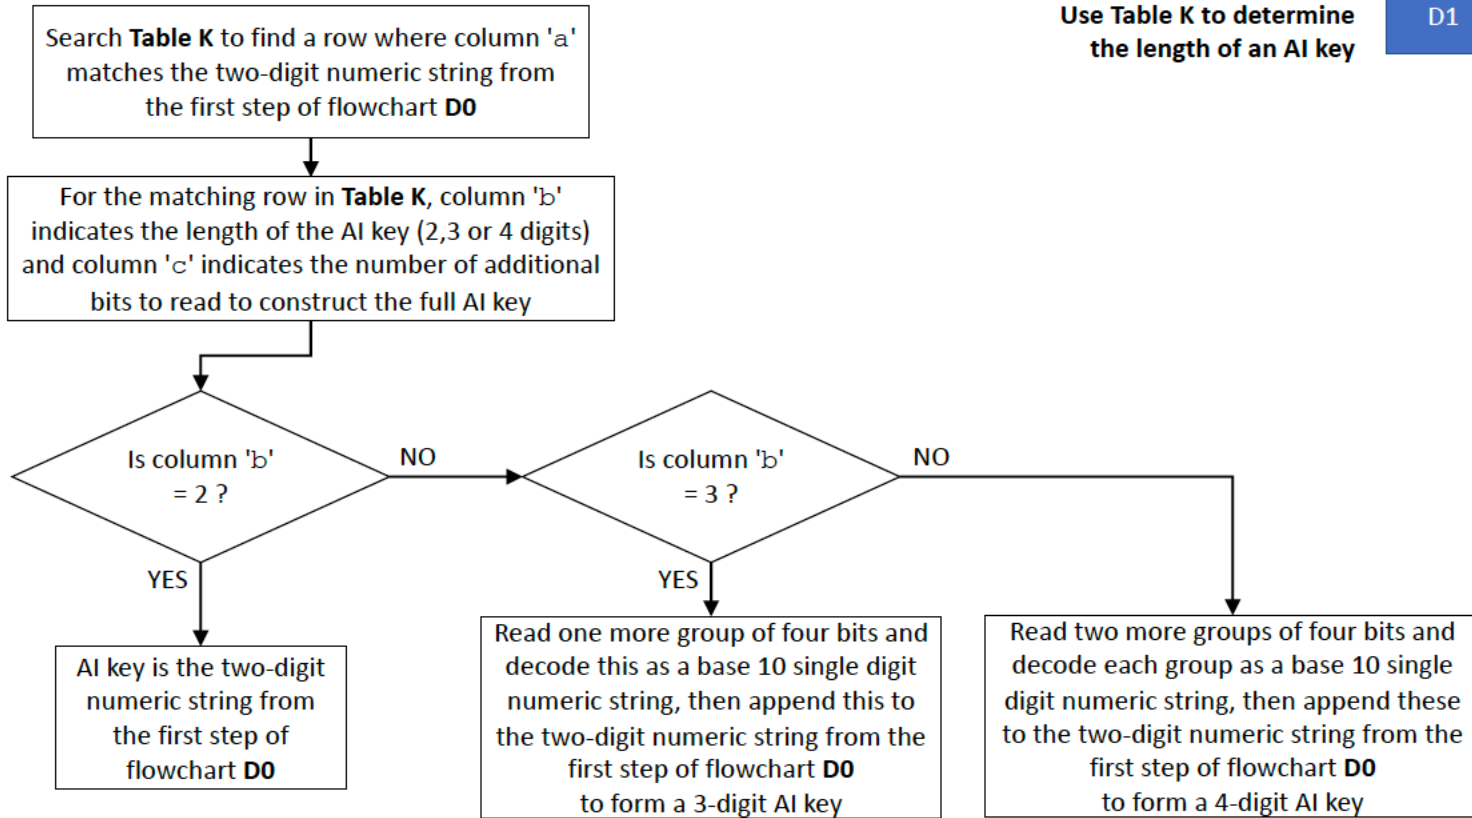 Search Table K to find a row where column 'a'
matches the two-digit numeric string from
the first step of flowchart D0
Use Table K to determine
the length of an AI key
D1
For the matching row in Table K, column 'b'
indicates the length of the AI key (2,3 or 4 digits)
and column 'c' indicates the number of additional
bits to read to construct the full AI key
Is column 'b'
= 2 ?
NO
Is column 'b'
= 3 ?
NO
YES
YES
AI key is the two-digit
numeric string from
the first step of
flowchart D0
Read one more group of four bits and
decode this as a base 10 single digit
numeric string, then append this to
the two-digit numeric string from the
first step of flowchart D0
to form a 3-digit AI key
Read two more groups of four bits and
decode each group as a base 10 single
digit numeric string, then append these
to the two-digit numeric string from the
first step of flowchart D0
to form a 4-digit AI key